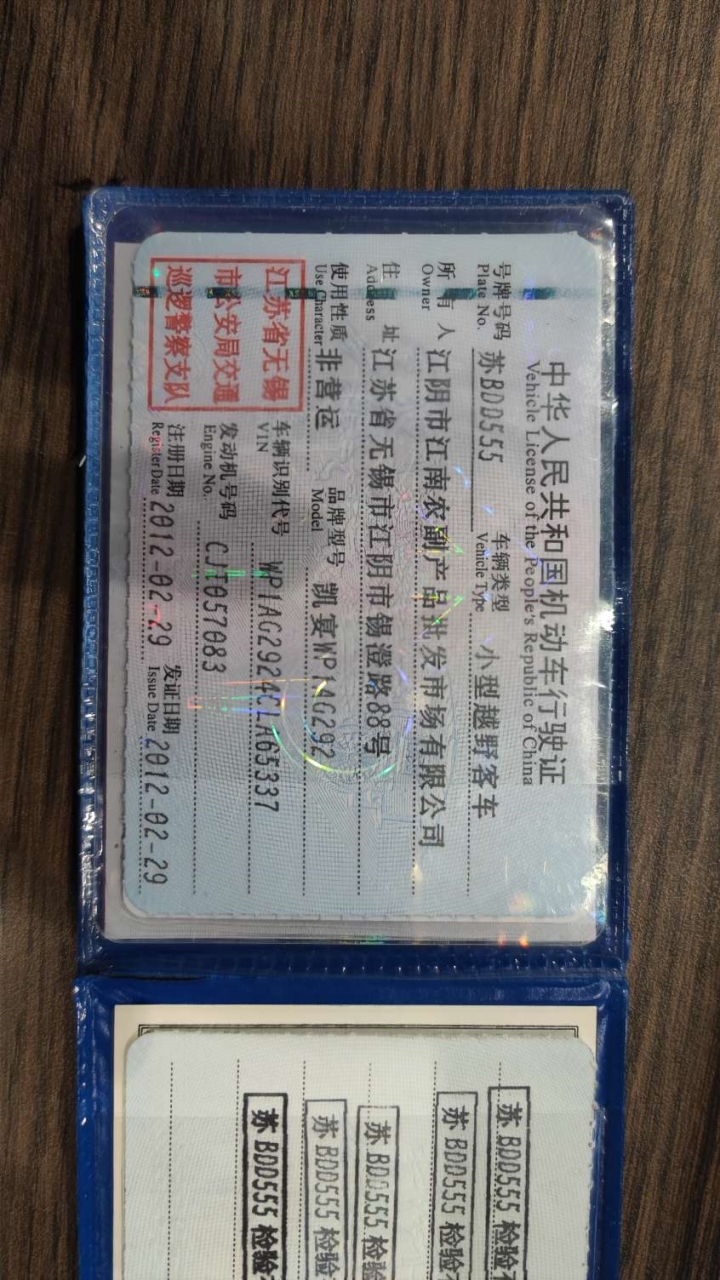 中华人民共和国机动车行驶证
Vehicle License of the People's Republic of China
号牌号码 苏BDD555 车辆类型 小型越野客车
Plate No. Vehicle Type
所有人 江阴市江南农副产品批发市场有限公司
Owner
住址 江苏省无锡市江阴市锡澄路88号
Address
使用性质 非营运 品牌型号 凯宴WP1AG292
Use Character Model
江苏省无锡
市公安局交通
巡逻警察支队
车辆识别代号 WP1AG2924CLA65337
VIN
发动机号码 CJT057083
Engine No.
注册日期 2012-02-29 发证日期 2012-02-29
Register Date Issue Date
苏BDD555 检验
苏BDD555 检验
苏BDD555 检验
苏BDD555 检验
苏BDD555 检验